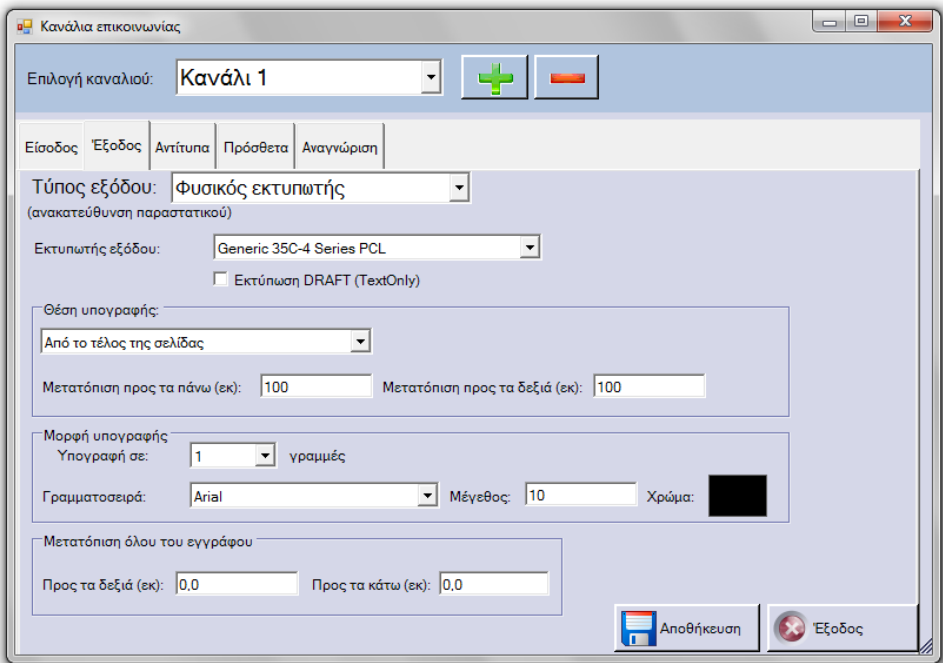 Κανάλια επικοινωνίας
Επιλογή καναλιού: Κανάλι 1
Είσοδος Έξοδος Αντίτυπα Πρόσθετα Αναγνώριση
Τύπος εξόδου: Φυσικός εκτυπωτής
(ανακατεύθυνση παραστατικού)
Εκτυπωτής εξόδου: Generic 35C-4 Series PCL
Εκτύπωση DRAFT (TextOnly)
Θέση υπογραφής:
Από το τέλος της σελίδας
Μετατόπιση προς τα πάνω (εκ): 100 Μετατόπιση προς τα δεξιά (εκ): 100
Μορφή υπογραφής
Υπογραφή σε: 1 γραμμές
Γραμματοσειρά: Arial Μέγεθος: 10 Χρώμα:
Μετατόπιση όλου του εγγράφου
Προς τα δεξιά (εκ): 0,0 Προς τα κάτω (εκ): 0,0
Αποθήκευση Έξοδος